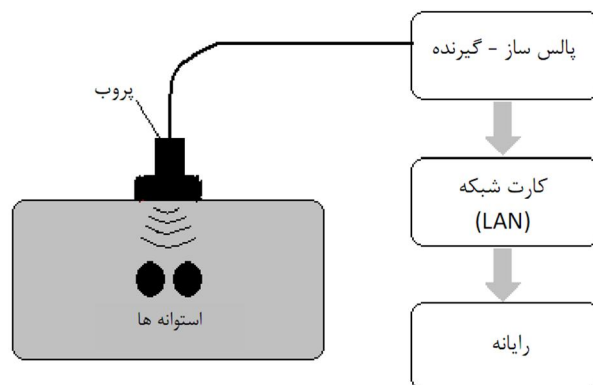 پالس ساز - گیرنده
پروب
کارت شبکه
(LAN)
استوانه ها
رایانه